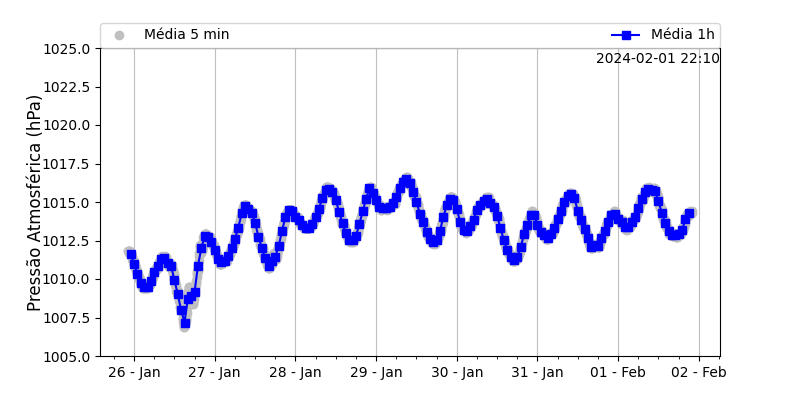 Média 5 min
Média 1h
2024-02-01 22:10
Pressão Atmosférica (hPa)
1025.0
1022.5
1020.0
1017.5
1015.0
1012.5
1010.0
1007.5
1005.0
26 - Jan
27 - Jan
28 - Jan
29 - Jan
30 - Jan
31 - Jan
01 - Feb
02 - Feb